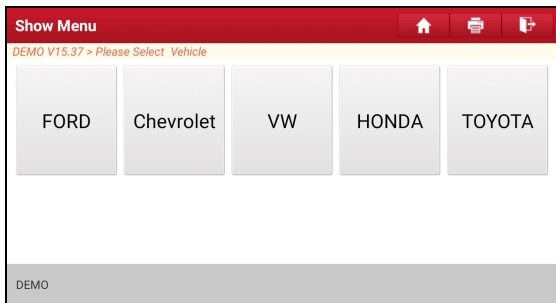 Show Menu
DEMO V15.37 > Please Select Vehicle
FORD Chevrolet VW HONDA TOYOTA
DEMO